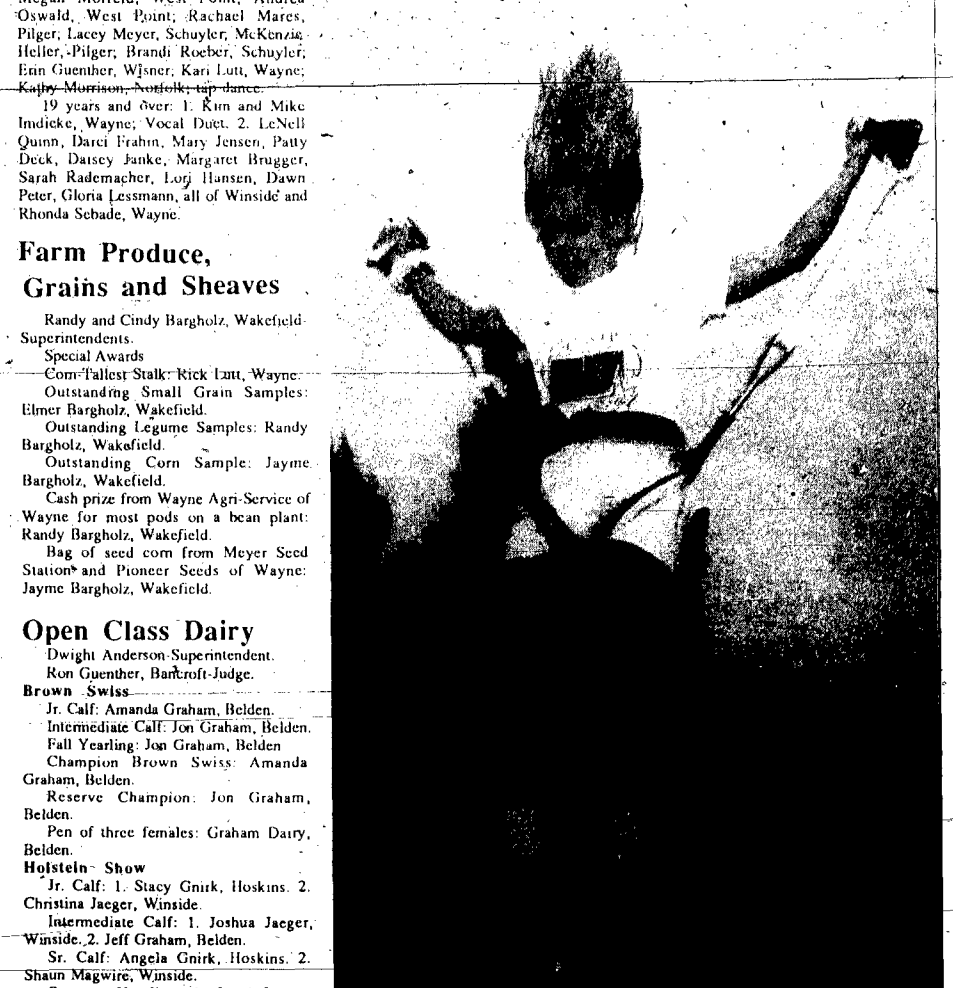 Megan Morfeld, West Point; Andrea
Oswald, West Point; Rachael Mares,
Pilger; Lacey Meyer, Schuyler; McKenzie
Heller, Pilger; Brandi Roeber, Schuyler;
Erin Guenther, Wisner; Kari Lutt, Wayne;
Kathy Morrison, Norfolk; tap dance.
19 years and over: 1. Kim and Mike
Imdieke, Wayne; Vocal Duet. 2. LeNell
Quinn, Darci Frahm, Mary Jensen, Patty
Deck, Daisey Janke, Margaret Brugger,
Sarah Rademacher, Lori Hansen, Dawn
Peter, Gloria Lessmann, all of Winside and
Rhonda Sebade, Wayne.
Farm Produce,
Grains and Sheaves
Randy and Cindy Bargholz, Wakefield-
Superintendents.
Special Awards
Corn-Tallest Stalk: Rick Lutt, Wayne.
Outstanding Small Grain Samples:
Elmer Bargholz, Wakefield.
Outstanding Legume Samples: Randy
Bargholz, Wakefield.
Outstanding Corn Sample: Jayme
Bargholz, Wakefield.
Cash prize from Wayne Agri-Service of
Wayne for most pods on a bean plant:
Randy Bargholz, Wakefield.
Bag of seed corn from Meyer Seed
Station and Pioneer Seeds of Wayne:
Jayme Bargholz, Wakefield.
Open Class Dairy
Dwight Anderson-Superintendent.
Ron Guenther, Bancroft-Judge.
Brown Swiss
Jr. Calf: Amanda Graham, Belden.
Intermediate Calf: Jon Graham, Belden.
Fall Yearling: Jon Graham, Belden
Champion Brown Swiss: Amanda
Graham, Belden.
Reserve Champion: Jon Graham,
Belden.
Pen of three females: Graham Dairy,
Belden.
Holstein Show
Jr. Calf: 1. Stacy Gnirk, Hoskins. 2.
Christina Jaeger, Winside.
Intermediate Calf: 1. Joshua Jaeger,
Winside. 2. Jeff Graham, Belden.
Sr. Calf: Angela Gnirk, Hoskins. 2.
Shaun Magwire, Winside.